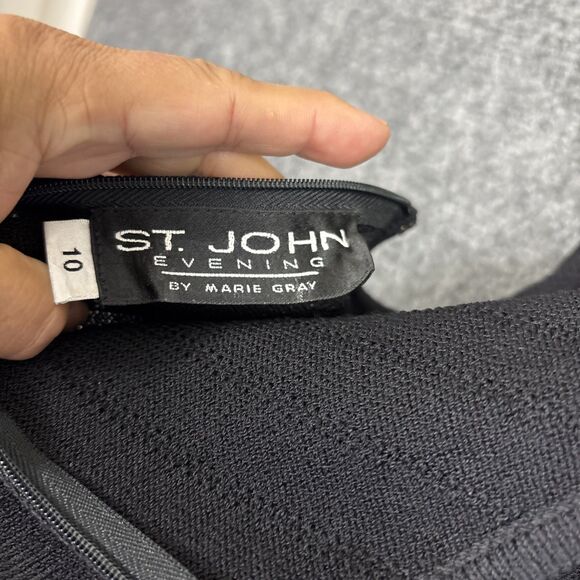 10
ST. JOHN
EVENING
BY MARIE GRAY